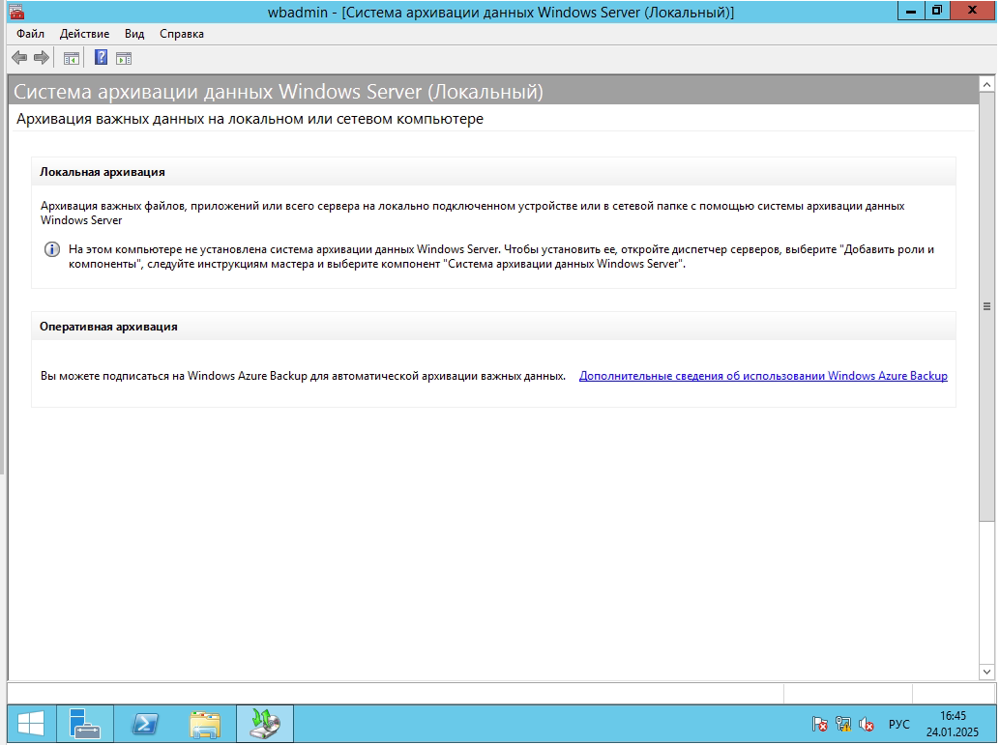 wbadmin - [Система архивации данных Windows Server (Локальный)]
Файл Действие Вид Справка
Система архивации данных Windows Server (Локальный)
Архивация важных данных на локальном или сетевом компьютере
Локальная архивация
Архивация важных файлов, приложений или всего сервера на локально подключенном устройстве или в сетевой папке с помощью системы архивации данных
Windows Server
На этом компьютере не установлена система архивации данных Windows Server. Чтобы установить ее, откройте диспетчер серверов, выберите "Добавить роли и
компоненты", следуйте инструкциям мастера и выберите компонент "Система архивации данных Windows Server".
Оперативная архивация
Вы можете подписаться на Windows Azure Backup для автоматической архивации важных данных. Дополнительные сведения об использовании Windows Azure Backup
РУС
16:45
24.01.2025